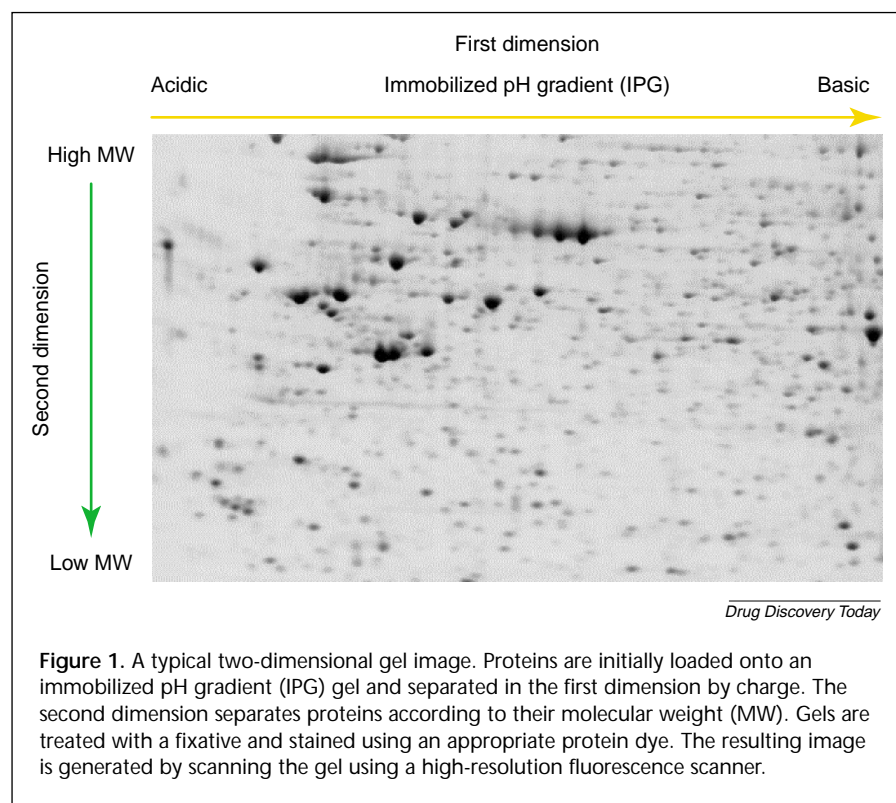 First dimension
Acidic Immobilized pH gradient (IPG) Basic
High MW
Second dimension
Low MW
Drug Discovery Today
Figure 1. A typical two-dimensional gel image. Proteins are initially loaded onto an
immobilized pH gradient (IPG) gel and separated in the first dimension by charge. The
second dimension separates proteins according to their molecular weight (MW). Gels are
treated with a fixative and stained using an appropriate protein dye. The resulting image
is generated by scanning the gel using a high-resolution fluorescence scanner.